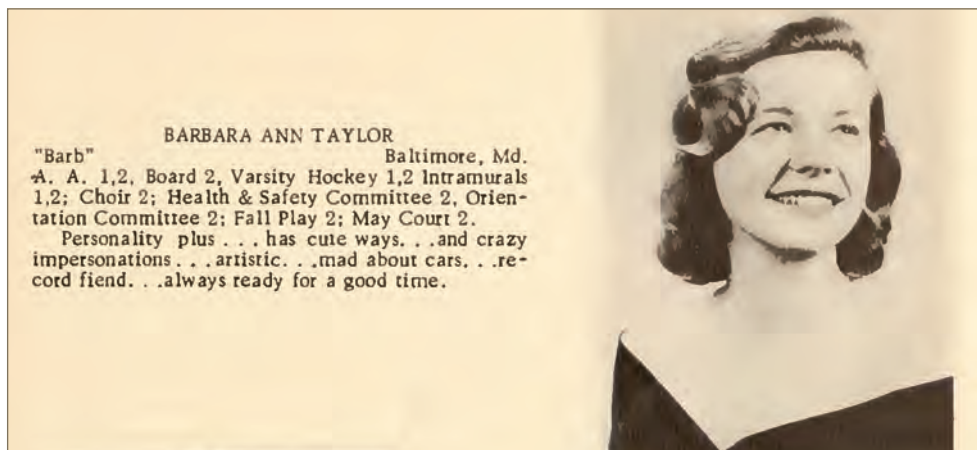 BARBARA ANN TAYLOR
"Barb" Baltimore, Md.
A. A. 1,2, Board 2, Varsity Hockey 1,2 Intramurals
1,2; Choir 2; Health & Safety Committee 2, Orien-
tation Committee 2; Fall Play 2; May Court 2.
Personality plus . . . has cute ways. . .and crazy
impersonations . . . artistic. . .mad about cars. . .re-
cord fiend. . .always ready for a good time.